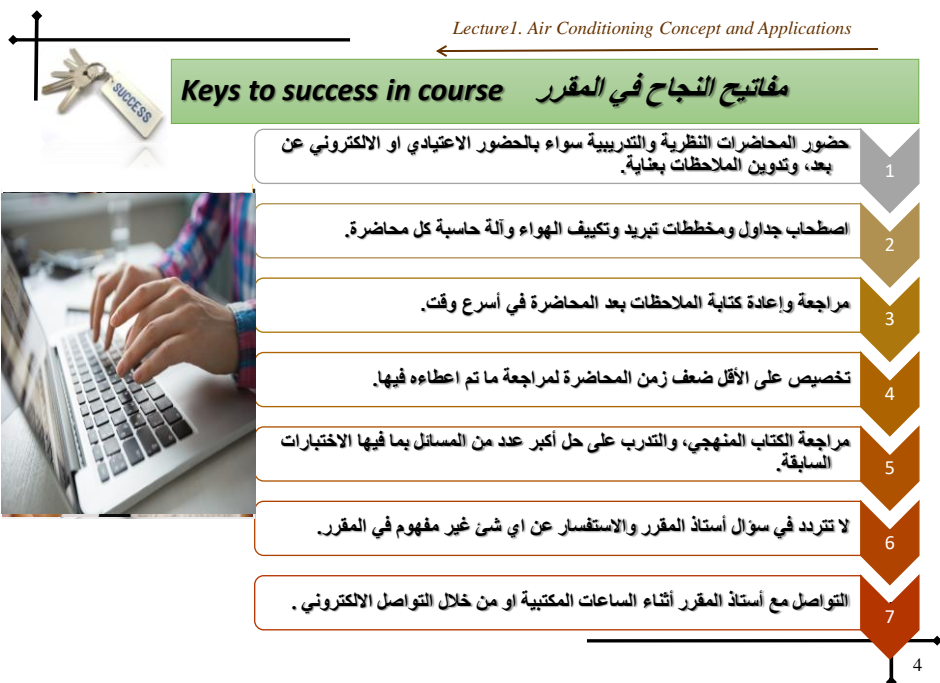 Lecture1. Air Conditioning Concept and Applications
SUCCESS
Keys to success in course مفاتيح النجاح في المقرر
حضور المحاضرات النظرية والتدريبية سواء بالحضور الاعتيادي او الالكتروني عن
بعد، وتدوين الملاحظات بعناية.
1
اصطحاب جداول ومخططات تبريد وتكييف الهواء وآلة حاسبة كل محاضرة.
2
مراجعة وإعادة كتابة الملاحظات بعد المحاضرة في أسرع وقت.
3
تخصيص على الأقل ضعف زمن المحاضرة لمراجعة ما تم اعطاءه فيها.
4
مراجعة الكتاب المنهجي، والتدرب على حل أكبر عدد من المسائل بما فيها الاختبارات
السابقة.
5
لا تتردد في سؤال أستاذ المقرر والاستفسار عن اي شئ غير مفهوم في المقرر.
6
التواصل مع أستاذ المقرر أثناء الساعات المكتبية او من خلال التواصل الالكتروني .
7
4